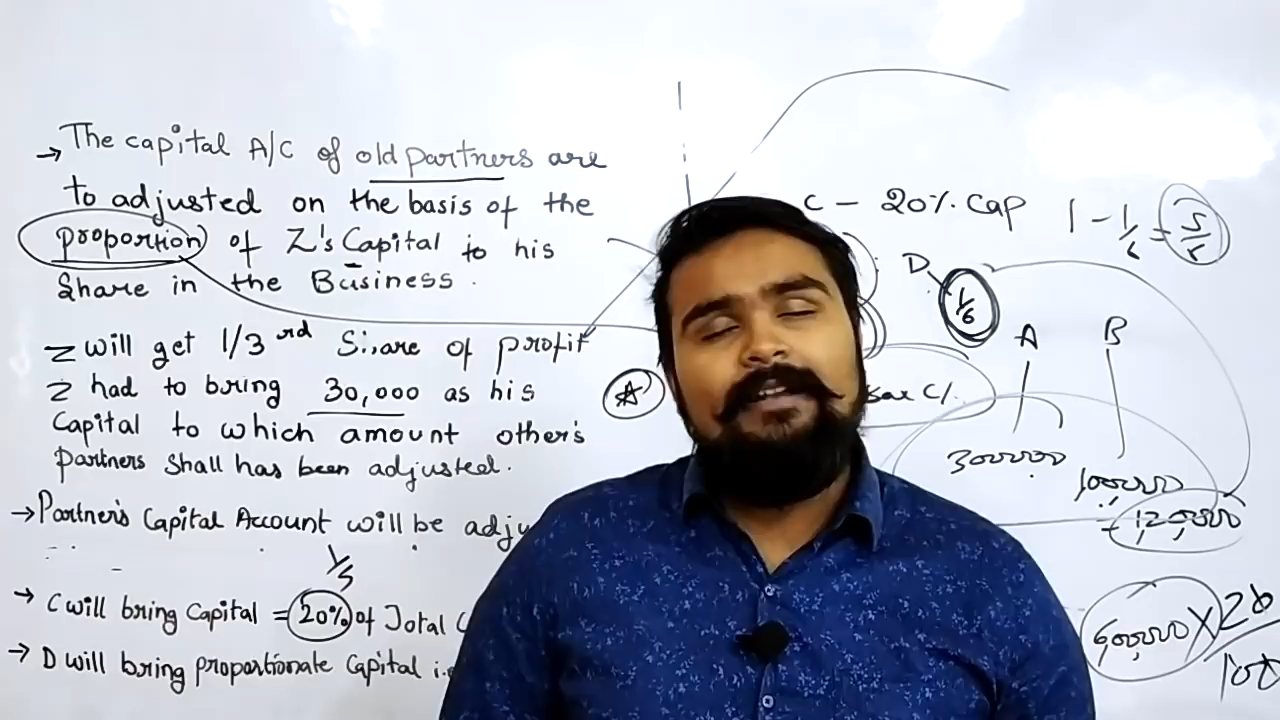 → The capital A/C of old partners are
to adjusted on the basis of the
proportion of Z's Capital to his
Share in the Business.
Z will get 1/3 rd Share of profit
Z had to bring 30,000 as his
Capital to which amount other's
partners Shall has been adjusted.
→ Partner's Capital Account will be adju
1/5
→ C will bring Capital = 20% of Total C
→ D will bring proportionate Capital i.e
C - 20% Cap
1 - 1/6 = 5/6
D
1/6
A B
300000
100000
120000
600000 X 20/100